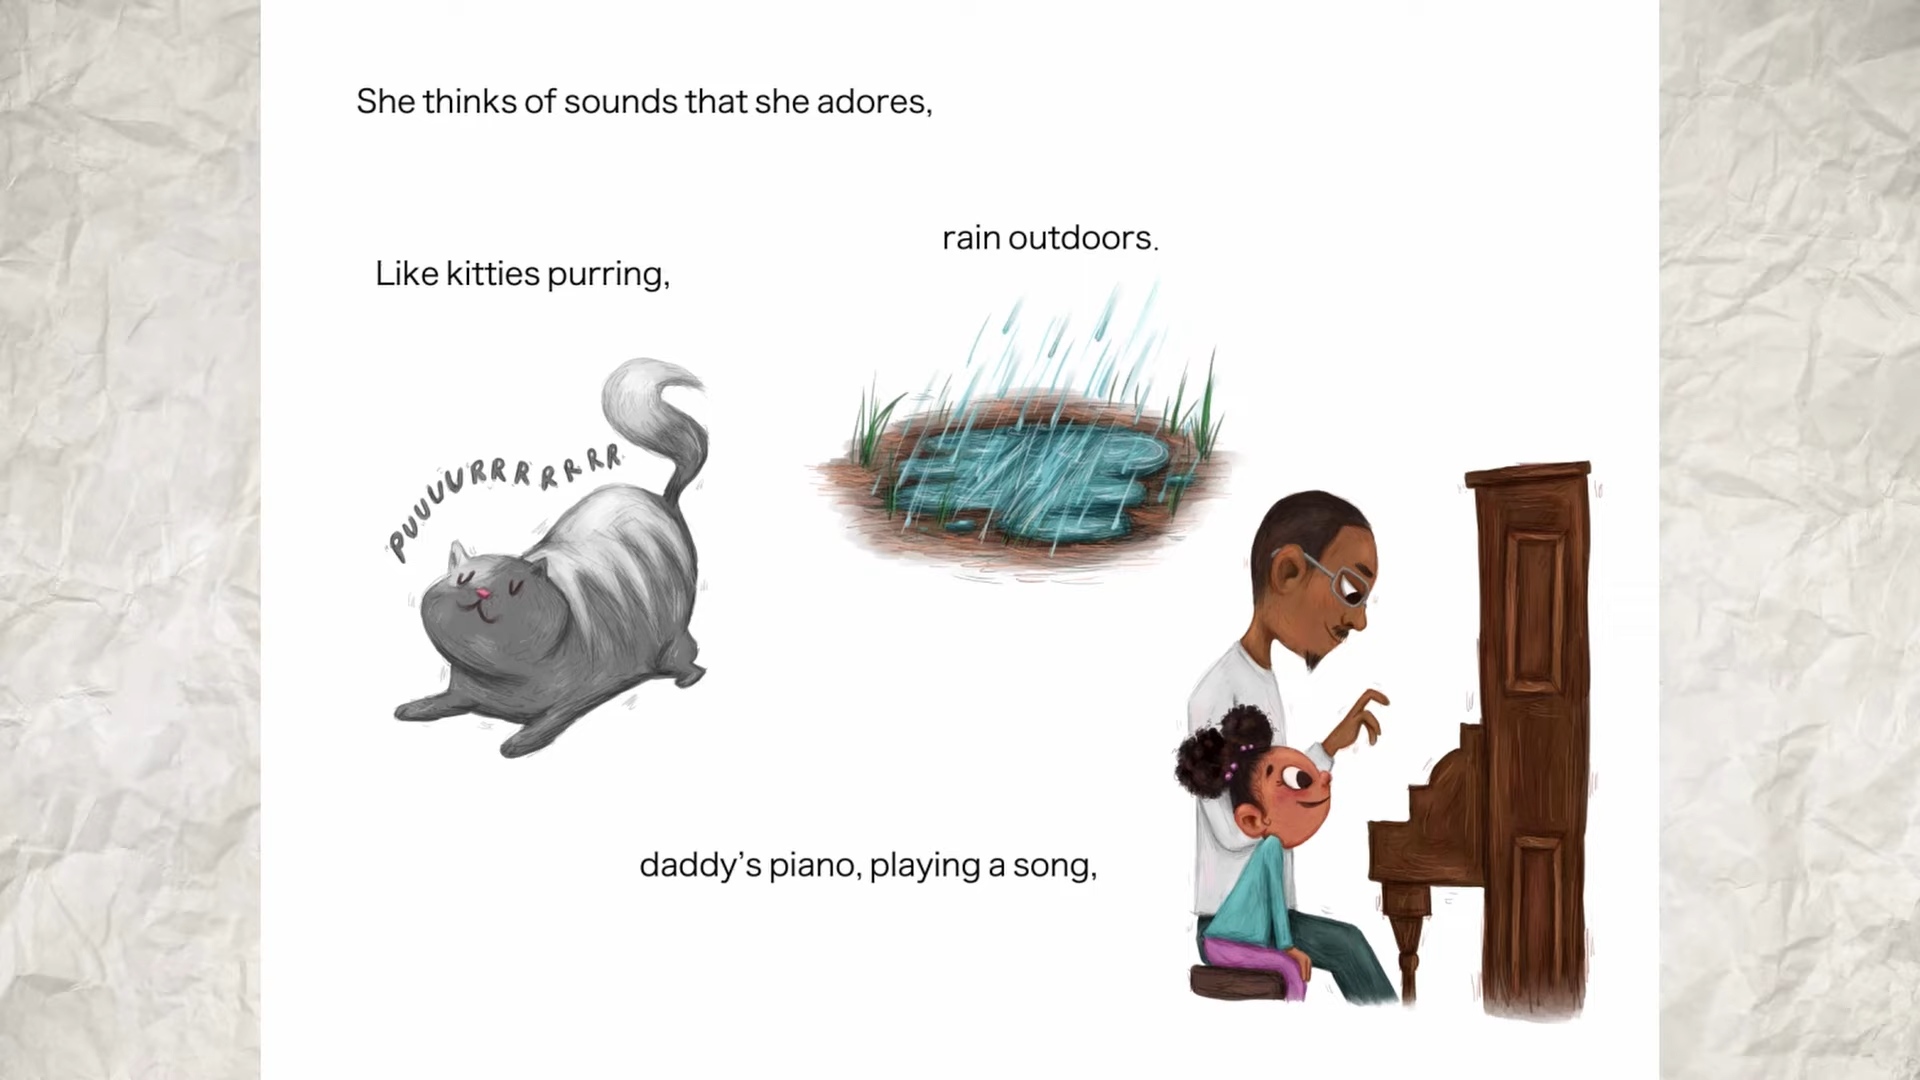 She thinks of sounds that she adores,
Like kitties purring,
rain outdoors.
PUUUURRRRRRR
daddy’s piano, playing a song,